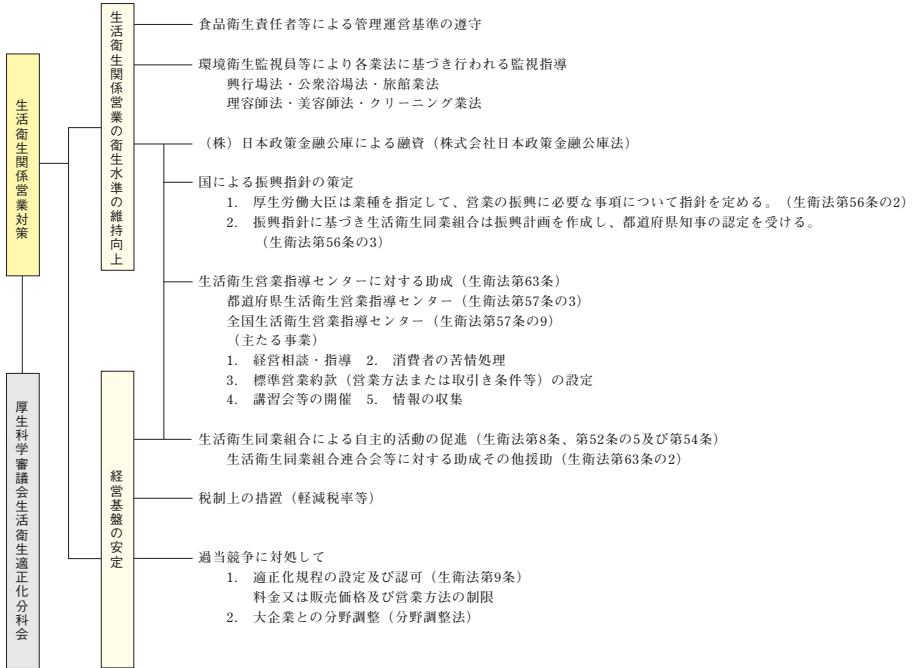 生活衛生関係営業対策
厚生科学審議会生活衛生適正化分科会
生活衛生関係営業の衛生水準の維持向上
経営基盤の安定
食品衛生責任者等による管理運営基準の遵守
環境衛生監視員等により各業法に基づき行われる監視指導
興行場法・公衆浴場法・旅館業法
理容師法・美容師法・クリーニング業法
（株）日本政策金融公庫による融資（株式会社日本政策金融公庫法）
国による振興指針の策定
1. 厚生労働大臣は業種を指定して、営業の振興に必要な事項について指針を定める。（生衛法第56条の2）
2. 振興指針に基づき生活衛生同業組合は振興計画を作成し、都道府県知事の認定を受ける。
（生衛法第56条の3）
生活衛生営業指導センターに対する助成（生衛法第63条）
都道府県生活衛生営業指導センター（生衛法第57条の3）
全国生活衛生営業指導センター（生衛法第57条の9）
（主たる事業）
1. 経営相談・指導 2. 消費者の苦情処理
3. 標準営業約款（営業方法または取引き条件等）の設定
4. 講習会等の開催 5. 情報の収集
生活衛生同業組合による自主的活動の促進（生衛法第8条、第52条の5及び第54条）
生活衛生同業組合連合会等に対する助成その他援助（生衛法第63条の2）
税制上の措置（軽減税率等）
過当競争に対処して
1. 適正化規程の設定及び認可（生衛法第9条）
料金又は販売価格及び営業方法の制限
2. 大企業との分野調整（分野調整法）